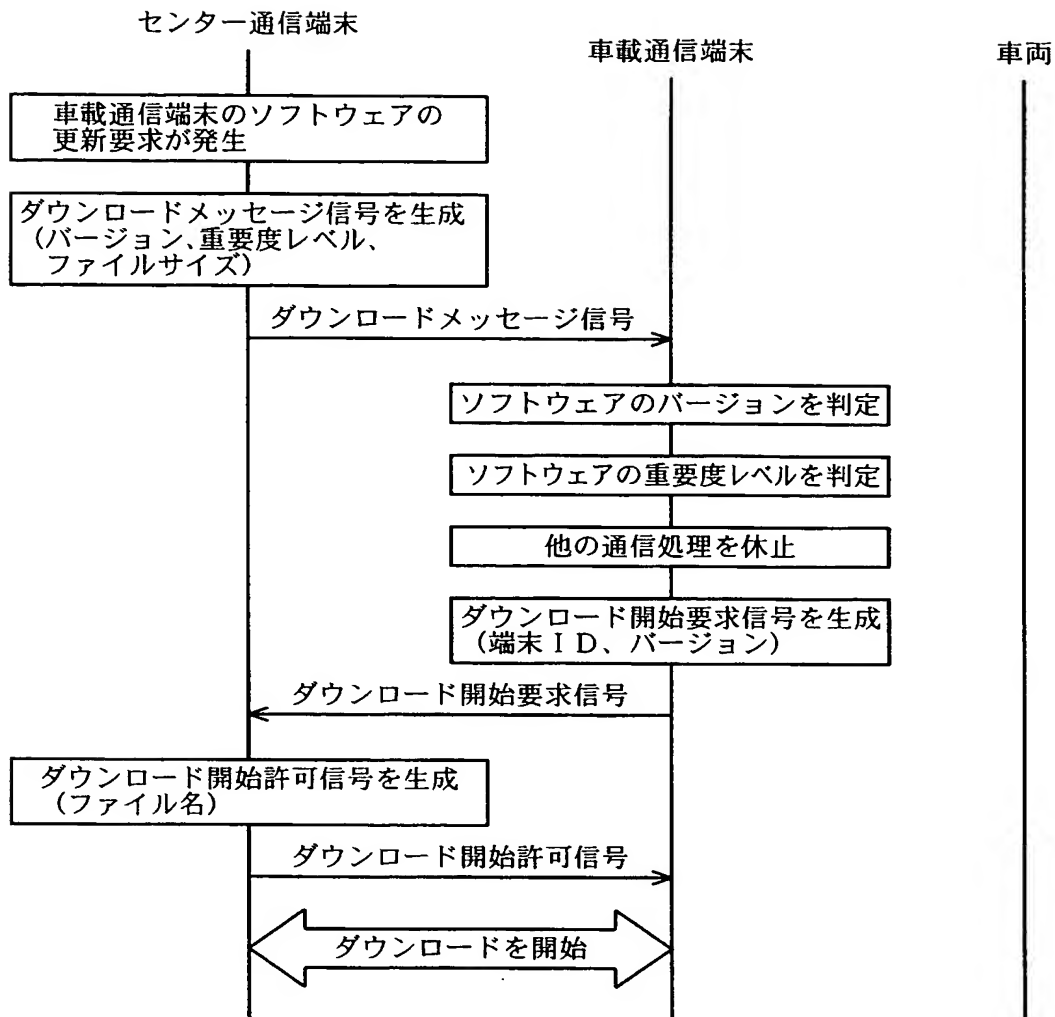 センター通信端末
車載通信端末
車両
車載通信端末のソフトウェアの
更新要求が発生
ダウンロードメッセージ信号を生成
(バージョン、重要度レベル、
ファイルサイズ)
ダウンロードメッセージ信号
ソフトウェアのバージョンを判定
ソフトウェアの重要度レベルを判定
他の通信処理を休止
ダウンロード開始要求信号を生成
(端末ID、バージョン)
ダウンロード開始要求信号
ダウンロード開始許可信号を生成
(ファイル名)
ダウンロード開始許可信号
ダウンロードを開始